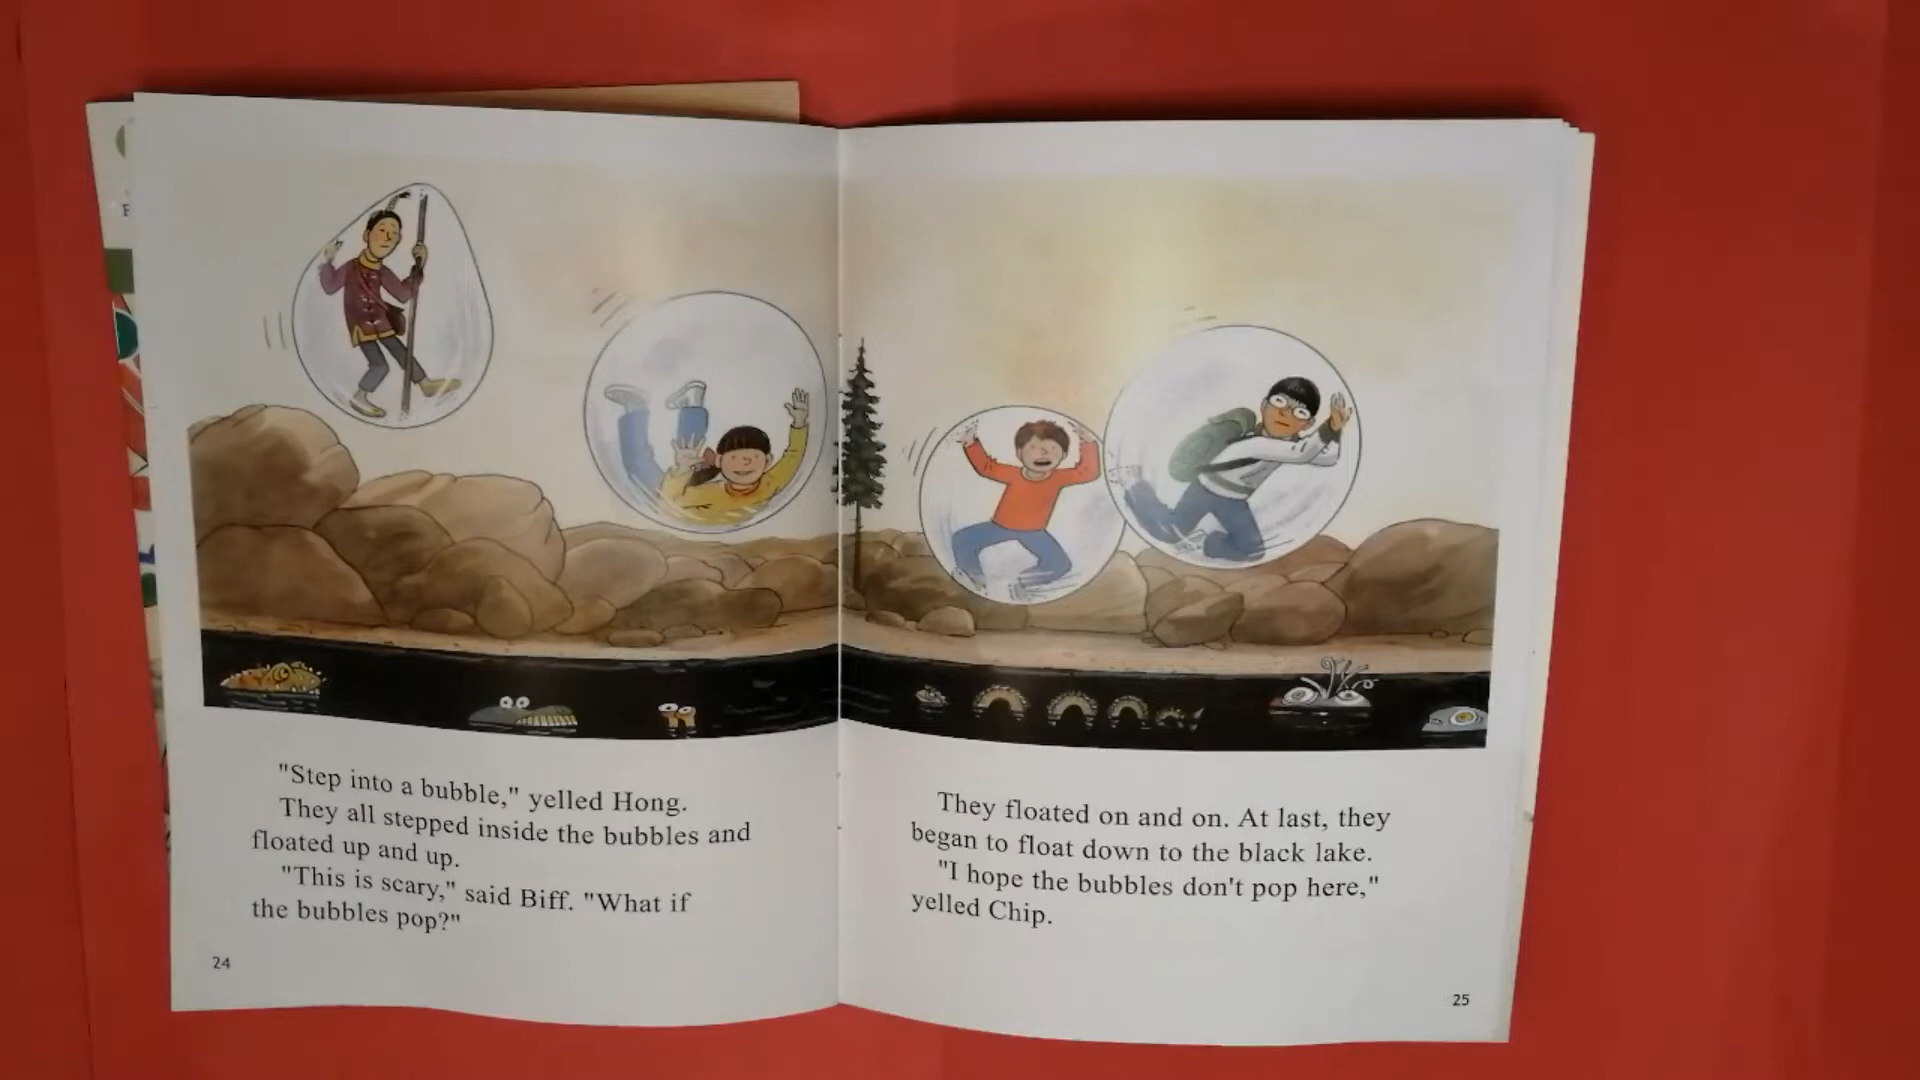 "Step into a bubble," yelled Hong.
They all stepped inside the bubbles and
floated up and up.
"This is scary," said Biff. "What if
the bubbles pop?"
24
They floated on and on. At last, they
began to float down to the black lake.
"I hope the bubbles don't pop here,"
yelled Chip.
25